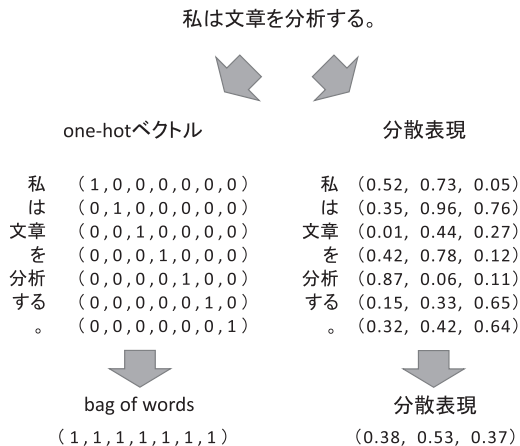 私は文章を分析する。
one-hotベクトル
私 (1,0,0,0,0,0,0)
は (0,1,0,0,0,0,0)
文章 (0,0,1,0,0,0,0)
を (0,0,0,1,0,0,0)
分析 (0,0,0,0,1,0,0)
する (0,0,0,0,0,1,0)
。 (0,0,0,0,0,0,1)
bag of words
(1,1,1,1,1,1,1)
分散表現
私 (0.52, 0.73, 0.05)
は (0.35, 0.96, 0.76)
文章 (0.01, 0.44, 0.27)
を (0.42, 0.78, 0.12)
分析 (0.87, 0.06, 0.11)
する (0.15, 0.33, 0.65)
。 (0.32, 0.42, 0.64)
分散表現
(0.38, 0.53, 0.37)